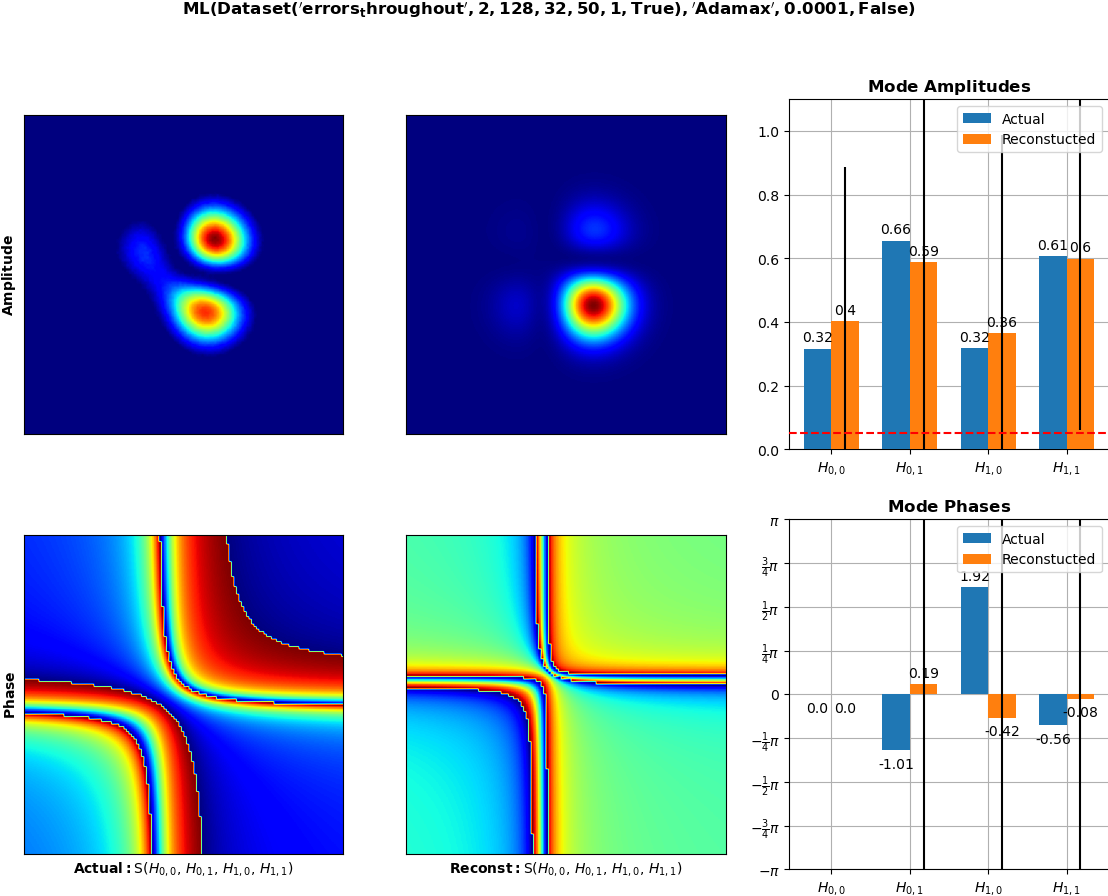 ML(Dataset('errors_throughout', 2, 128, 32, 50, 1, True), 'Adamax', 0.0001, False)
Amplitude
Mode Amplitudes
Actual
Reconstucted
1.0
0.8
0.6
0.4
0.2
0.0
0.32
0.4
0.66
0.59
0.32
0.36
0.61
0.6
H0,0
H0,1
H1,0
H1,1
Phase
Actual: S(H0,0, H0,1, H1,0, H1,1)
Reconst: S(H0,0, H0,1, H1,0, H1,1)
Mode Phases
Actual
Reconstucted
π
3/4π
1/2π
1/4π
0
−1/4π
−1/2π
−3/4π
−π
0.0
0.0
-1.01
0.19
1.92
-0.42
-0.56
-0.08
H0,0
H0,1
H1,0
H1,1